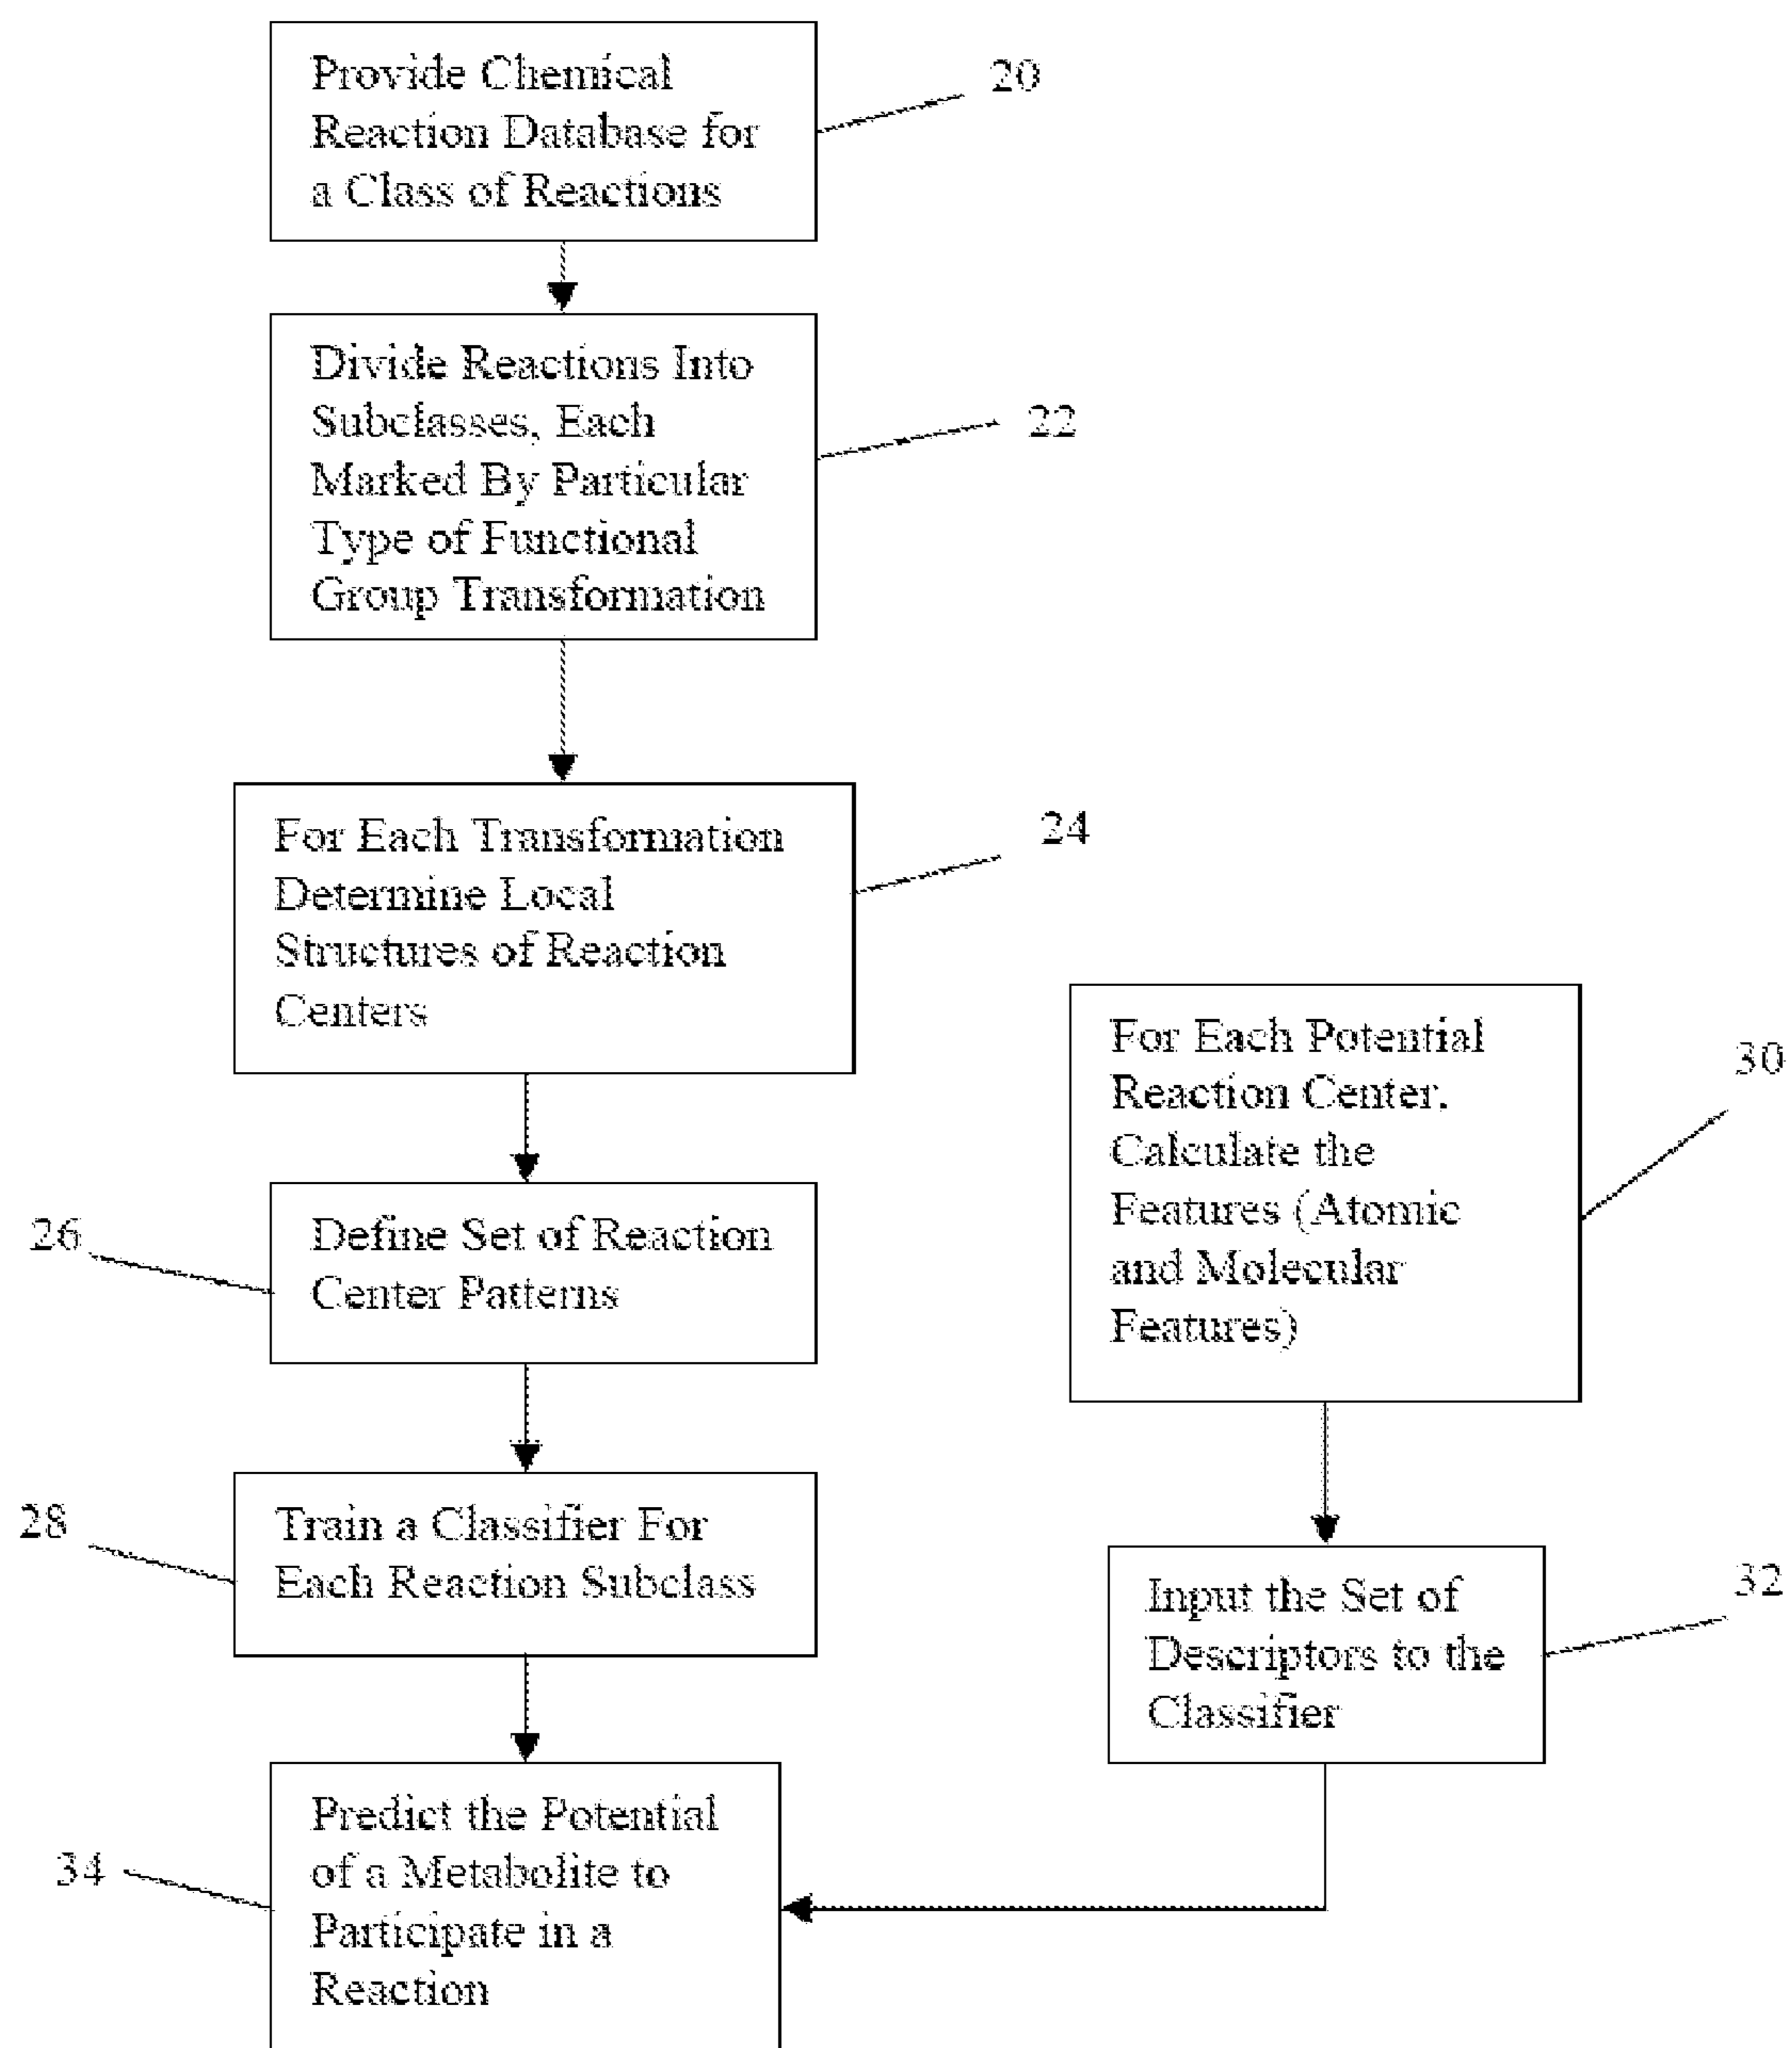 Provide Chemical
Reaction Database for
a Class of Reactions
20
Divide Reactions Into
Subclasses, Each
Marked By Particular
Type of Functional
Group Transformation
22
For Each Transformation
Determine Local
Structures of Reaction
Centers
24
26
Define Set of Reaction
Center Patterns
28
Train a Classifier For
Each Reaction Subclass
For Each Potential
Reaction Center,
Calculate the
Features (Atomic
and Molecular
Features)
30
Input the Set of
Descriptors to the
Classifier
32
34
Predict the Potential
of a Metabolite to
Participate in a
Reaction